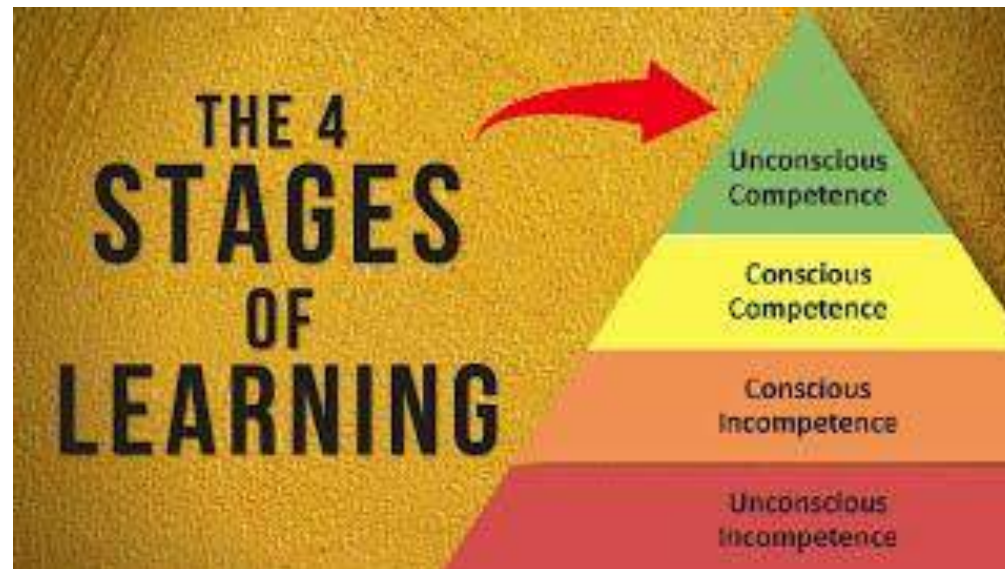 THE 4
STAGES
OF
LEARNING
Unconscious
Competence
Conscious
Competence
Conscious
Incompetence
Unconscious
Incompetence